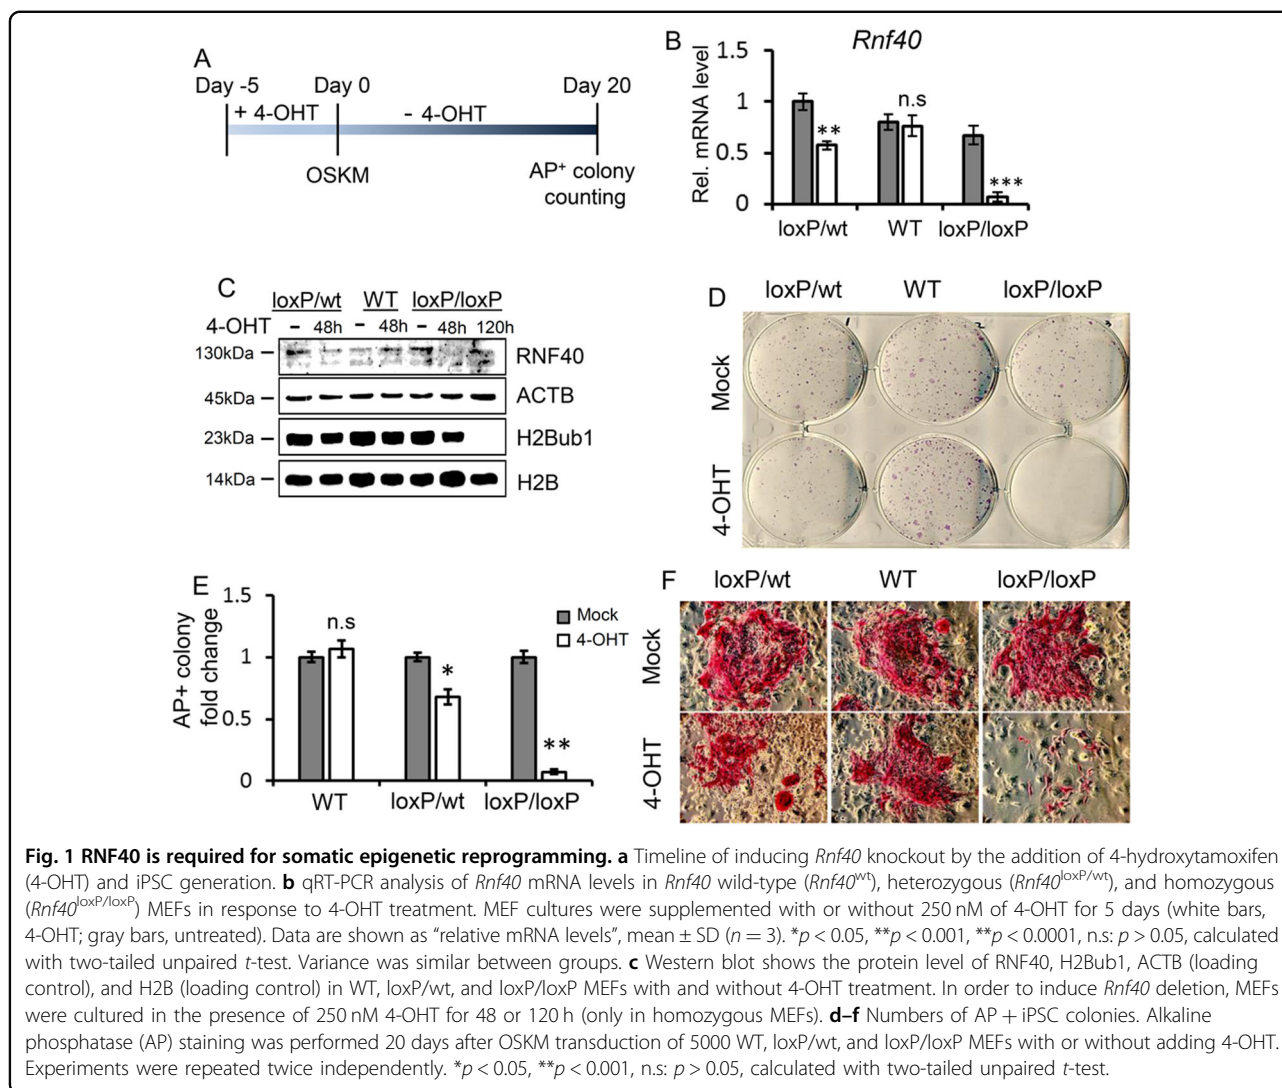 A
Day -5 Day 0 Day 20
+ 4-OHT - 4-OHT
OSKM
AP⁺ colony
counting
B
Rnf40
Rel. mRNA level
1.5
1
0.5
0
**
n.s
***
loxP/wt WT loxP/loxP
C
loxP/wt WT loxP/loxP
4-OHT – 48h – 48h – 48h 120h
130kDa RNF40
45kDa ACTB
23kDa H2Bub1
14kDa H2B
D
loxP/wt WT loxP/loxP
1 2 3
Mock
4-OHT
E
AP+ colony
fold change
1.5
1
0.5
0
n.s
*
**
Mock
4-OHT
WT loxP/wt loxP/loxP
F
loxP/wt WT loxP/loxP
Mock
4-OHT
Fig. 1 RNF40 is required for somatic epigenetic reprogramming. a Timeline of inducing Rnf40 knockout by the addition of 4-hydroxytamoxifen
(4-OHT) and iPSC generation. b qRT-PCR analysis of Rnf40 mRNA levels in Rnf40 wild-type (Rnf40ʷᵗ), heterozygous (Rnf40ˡᵒˣᴾ/ʷᵗ), and homozygous
(Rnf40ˡᵒˣᴾ/ˡᵒˣᴾ) MEFs in response to 4-OHT treatment. MEF cultures were supplemented with or without 250 nM of 4-OHT for 5 days (white bars,
4-OHT; gray bars, untreated). Data are shown as “relative mRNA levels”, mean ± SD (n = 3). *p < 0.05, **p < 0.001, **p < 0.0001, n.s: p > 0.05, calculated
with two-tailed unpaired t-test. Variance was similar between groups. c Western blot shows the protein level of RNF40, H2Bub1, ACTB (loading
control), and H2B (loading control) in WT, loxP/wt, and loxP/loxP MEFs with and without 4-OHT treatment. In order to induce Rnf40 deletion, MEFs
were cultured in the presence of 250 nM 4-OHT for 48 or 120 h (only in homozygous MEFs). d–f Numbers of AP + iPSC colonies. Alkaline
phosphatase (AP) staining was performed 20 days after OSKM transduction of 5000 WT, loxP/wt, and loxP/loxP MEFs with or without adding 4-OHT.
Experiments were repeated twice independently. *p < 0.05, **p < 0.001, n.s: p > 0.05, calculated with two-tailed unpaired t-test.